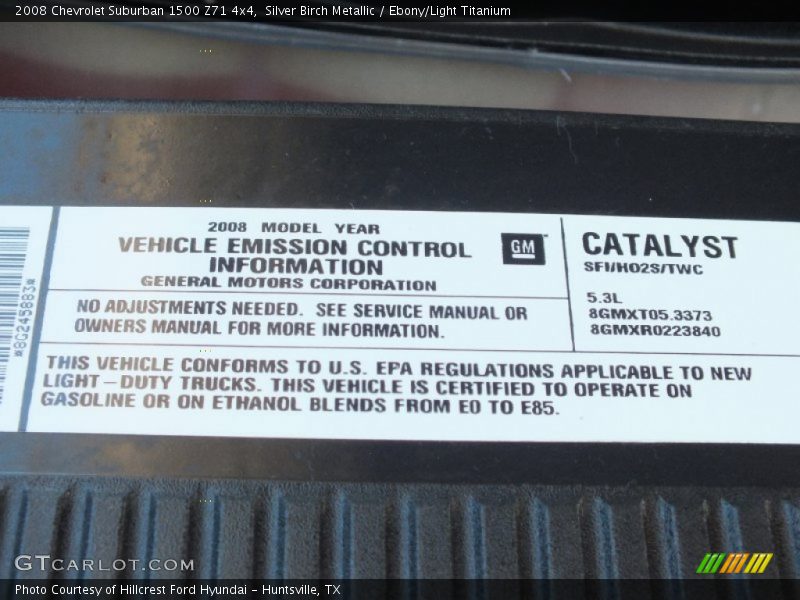 2008 Chevrolet Suburban 1500 Z71 4x4, Silver Birch Metallic / Ebony/Light Titanium
*8G245883*
2008 MODEL YEAR
VEHICLE EMISSION CONTROL
INFORMATION
GENERAL MOTORS CORPORATION
GM
NO ADJUSTMENTS NEEDED. SEE SERVICE MANUAL OR
OWNERS MANUAL FOR MORE INFORMATION.
CATALYST
SFI/HO2S/TWC
5.3L
8GMXT05.3373
8GMXR0223840
THIS VEHICLE CONFORMS TO U.S. EPA REGULATIONS APPLICABLE TO NEW
LIGHT-DUTY TRUCKS. THIS VEHICLE IS CERTIFIED TO OPERATE ON
GASOLINE OR ON ETHANOL BLENDS FROM E0 TO E85.
GTCARLOT.COM
Photo Courtesy of Hillcrest Ford Hyundai - Huntsville, TX